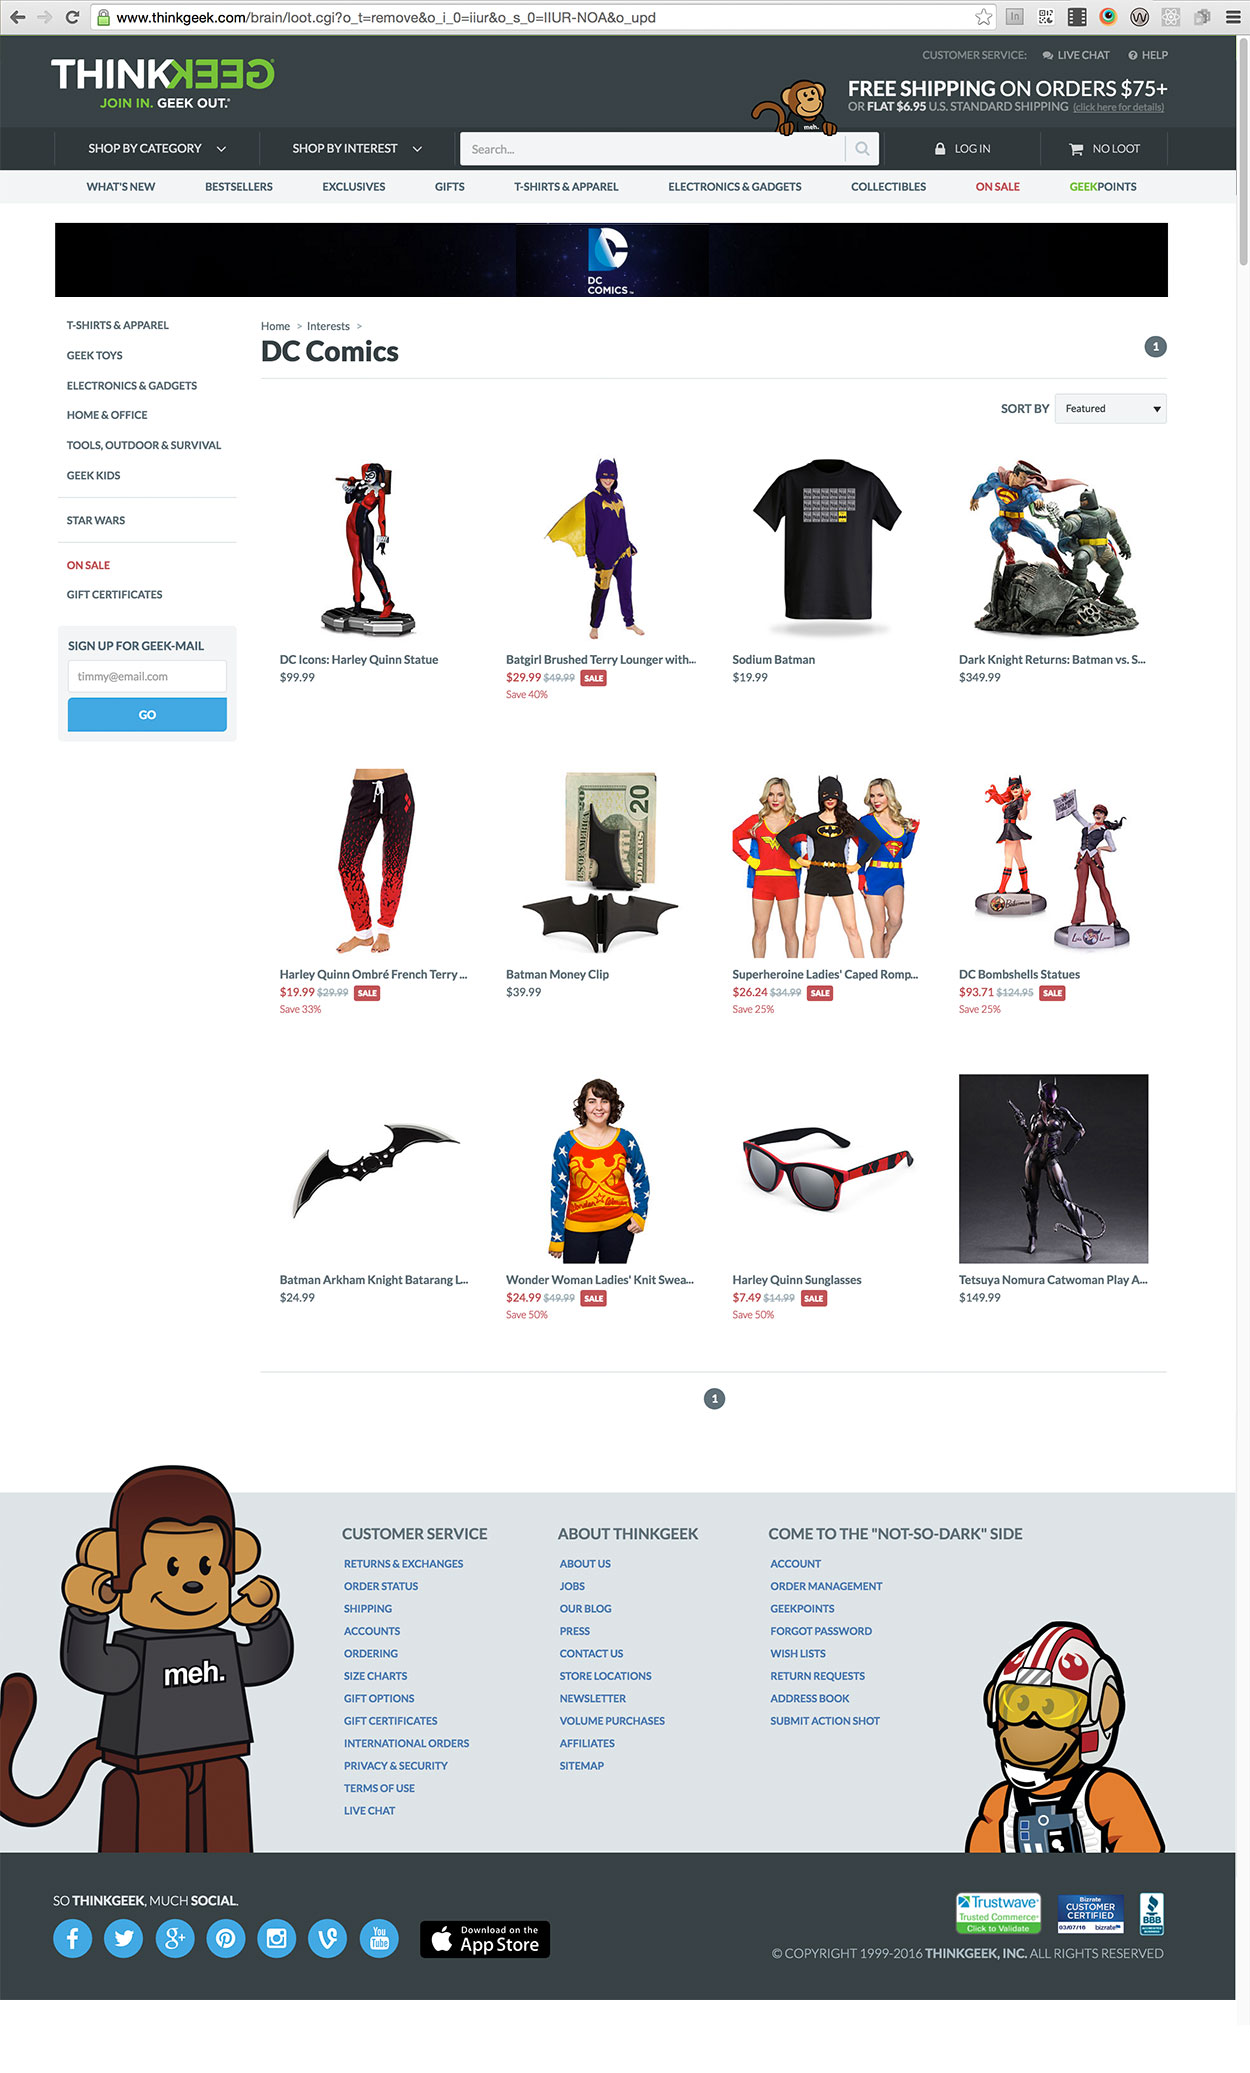 www.thinkgeek.com/brain/loot.cgi?o_t=remove&o_i_0=iiur&o_s_0=IIUR-NOA&o_upd
CUSTOMER SERVICE: LIVE CHAT HELP
THINKGEEK
JOIN IN. GEEK OUT.
FREE SHIPPING ON ORDERS $75+
OR FLAT $6.95 U.S. STANDARD SHIPPING (click here for details)
meh.
SHOP BY CATEGORY SHOP BY INTEREST Search... LOG IN NO LOOT
WHAT'S NEW BESTSELLERS EXCLUSIVES GIFTS T-SHIRTS & APPAREL ELECTRONICS & GADGETS COLLECTIBLES ON SALE GEEKPOINTS
DC
COMICS™
T-SHIRTS & APPAREL
GEEK TOYS
ELECTRONICS & GADGETS
HOME & OFFICE
TOOLS, OUTDOOR & SURVIVAL
GEEK KIDS
STAR WARS
ON SALE
GIFT CERTIFICATES
SIGN UP FOR GEEK-MAIL
timmy@email.com
GO
Home > Interests >
DC Comics
1
SORT BY Featured
DC Icons: Harley Quinn Statue
$99.99
Batgirl Brushed Terry Lounger with...
$29.99 $49.99 SALE
Save 40%
Sodium Batman
$19.99
Dark Knight Returns: Batman vs. S...
$349.99
20
Harley Quinn Ombré French Terry ...
$19.99 $29.99 SALE
Save 33%
Batman Money Clip
$39.99
Superheroine Ladies' Caped Romp...
$26.24 $34.99 SALE
Save 25%
DC Bombshells Statues
$93.71 $124.95 SALE
Save 25%
Batman Arkham Knight Batarang L...
$24.99
Wonder Woman Ladies' Knit Swea...
$24.99 $49.99 SALE
Save 50%
Harley Quinn Sunglasses
$7.49 $14.99 SALE
Save 50%
Tetsuya Nomura Catwoman Play A...
$149.99
1
meh.
CUSTOMER SERVICE
RETURNS & EXCHANGES
ORDER STATUS
SHIPPING
ACCOUNTS
ORDERING
SIZE CHARTS
GIFT OPTIONS
GIFT CERTIFICATES
INTERNATIONAL ORDERS
PRIVACY & SECURITY
TERMS OF USE
LIVE CHAT
ABOUT THINKGEEK
ABOUT US
JOBS
OUR BLOG
PRESS
CONTACT US
STORE LOCATIONS
NEWSLETTER
VOLUME PURCHASES
AFFILIATES
SITEMAP
COME TO THE "NOT-SO-DARK" SIDE
ACCOUNT
ORDER MANAGEMENT
GEEKPOINTS
FORGOT PASSWORD
WISH LISTS
RETURN REQUESTS
ADDRESS BOOK
SUBMIT ACTION SHOT
SO THINKGEEK, MUCH SOCIAL.
You
Tube
Download on the
App Store
Trustwave
Trusted Commerce
Click to Validate
Bizrate
CUSTOMER
CERTIFIED
03/07/16 bizrate
BBB
© COPYRIGHT 1999-2016 THINKGEEK, INC. ALL RIGHTS RESERVED